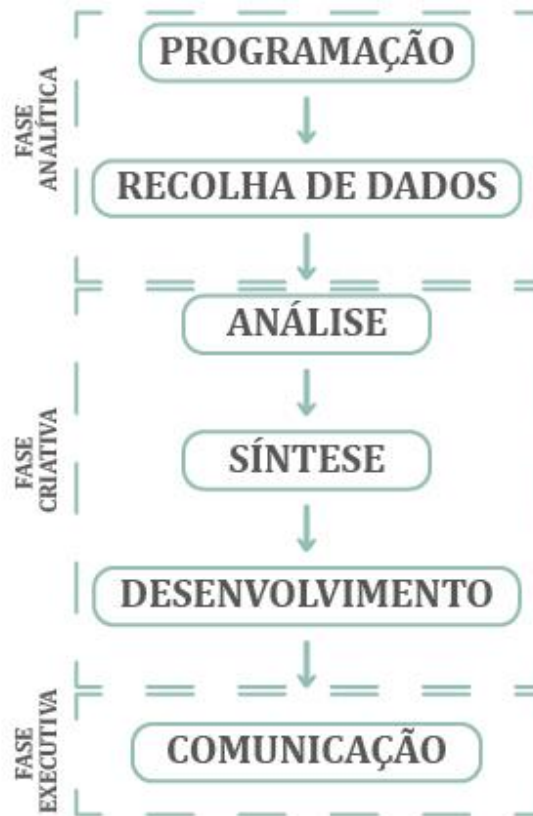 FASE
ANALÍTICA
PROGRAMAÇÃO
RECOLHA DE DADOS
FASE
CRIATIVA
ANÁLISE
SÍNTESE
DESENVOLVIMENTO
FASE
EXECUTIVA
COMUNICAÇÃO